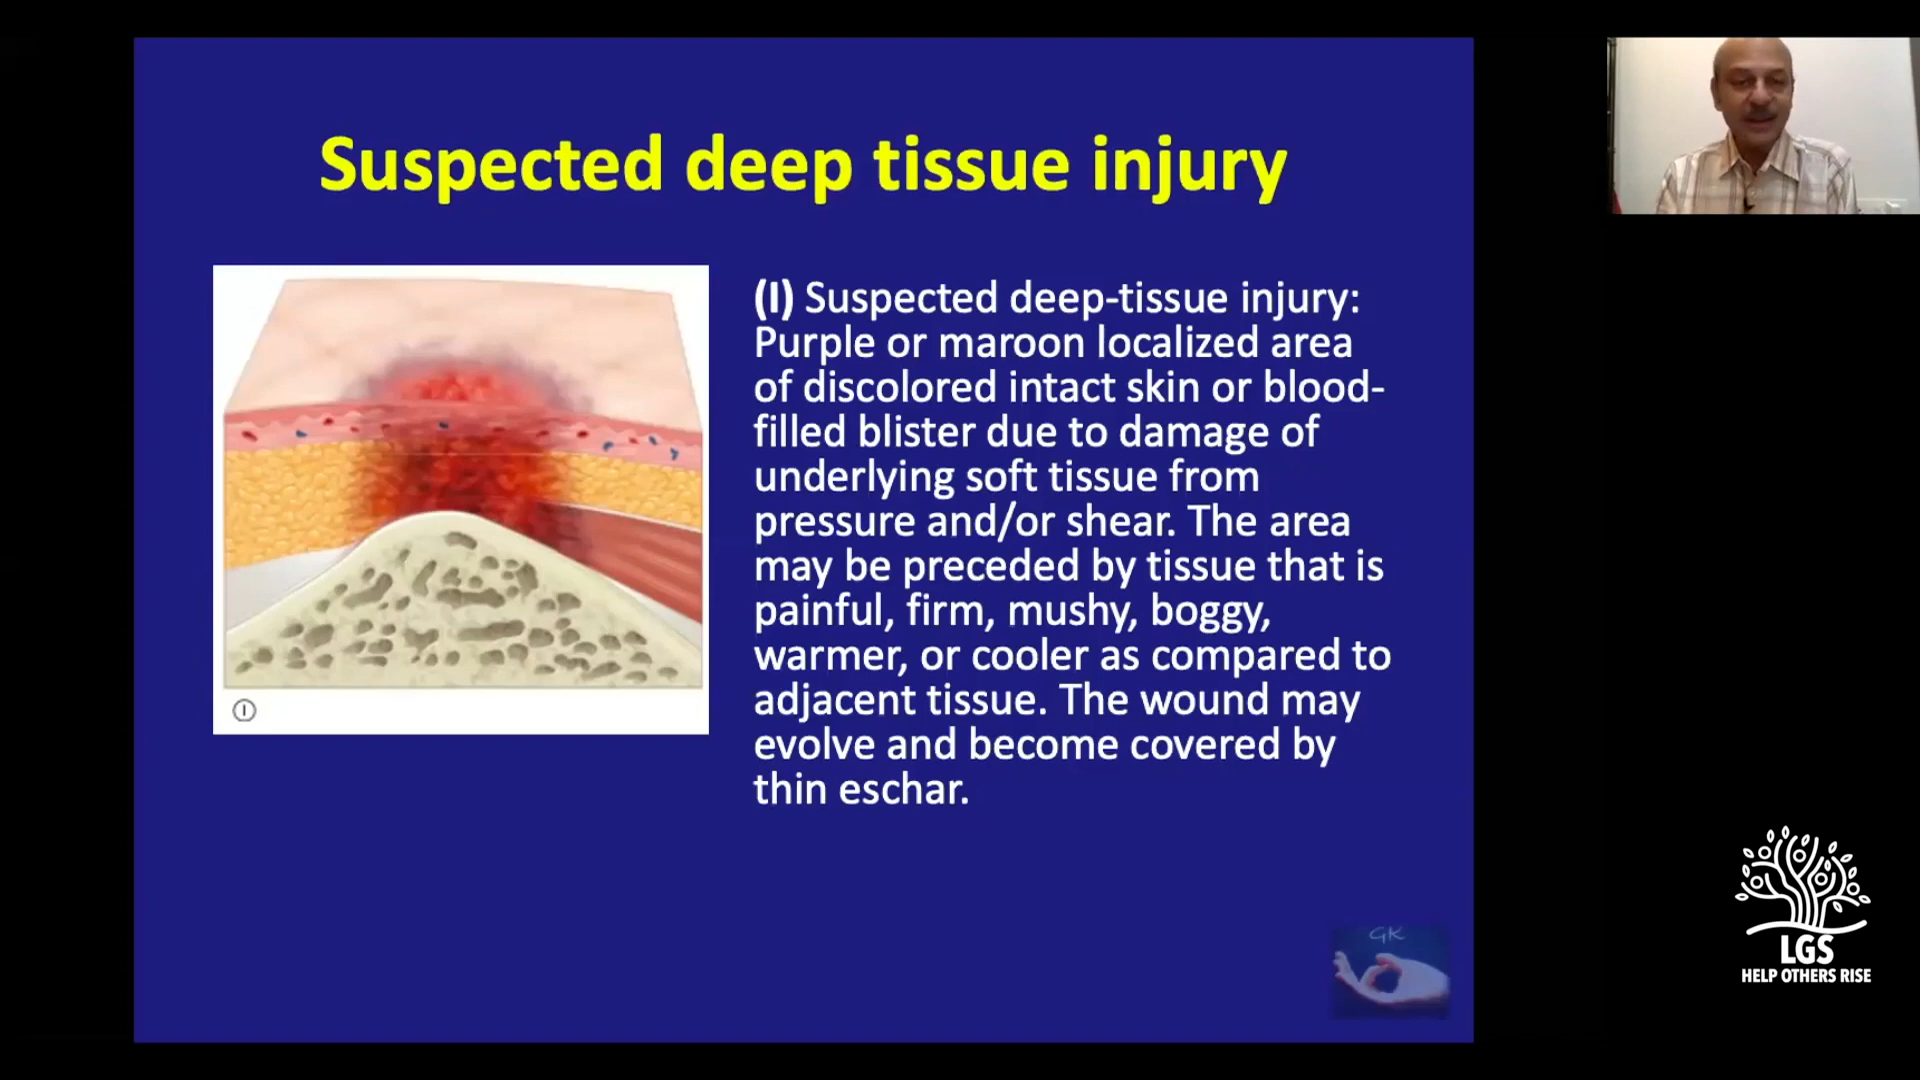 Suspected deep tissue injury
(I) Suspected deep-tissue injury:
Purple or maroon localized area
of discolored intact skin or blood-
filled blister due to damage of
underlying soft tissue from
pressure and/or shear. The area
may be preceded by tissue that is
painful, firm, mushy, boggy,
warmer, or cooler as compared to
adjacent tissue. The wound may
evolve and become covered by
thin eschar.
I
GK
LGS
HELP OTHERS RISE